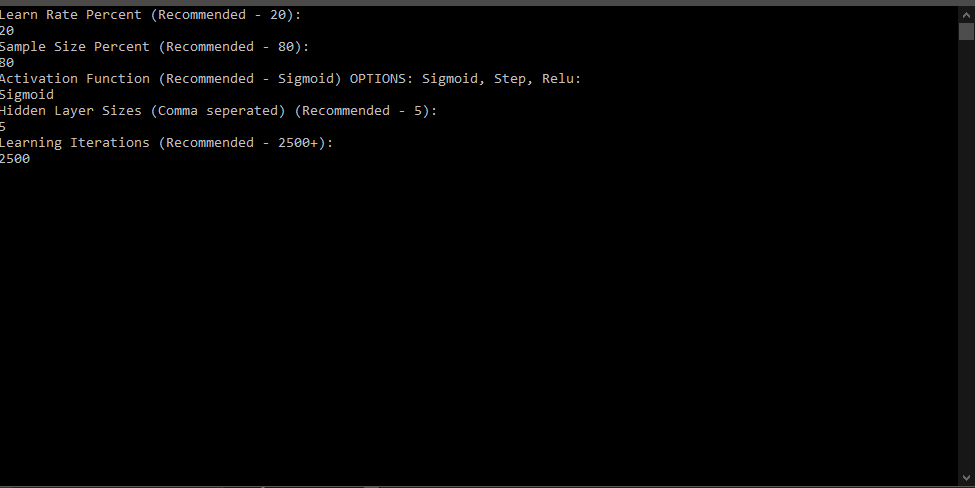 Learn Rate Percent (Recommended - 20):
20
Sample Size Percent (Recommended - 80):
80
Activation Function (Recommended - Sigmoid) OPTIONS: Sigmoid, Step, Relu:
Sigmoid
Hidden Layer Sizes (Comma seperated) (Recommended - 5):
5
Learning Iterations (Recommended - 2500+):
2500